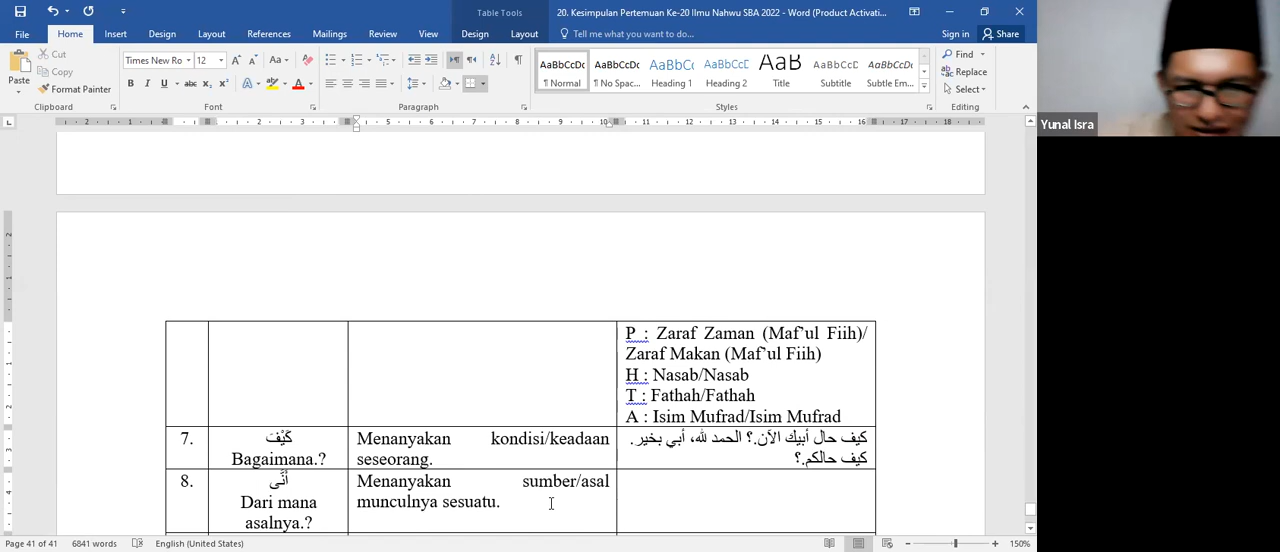 Table Tools
20. Kesimpulan Pertemuan Ke-20 Ilmu Nahwu SBA 2022 - Word (Product Activati...
File Home Insert Design Layout References Mailings Review View Design Layout Tell me what you want to do... Sign in Share
Paste
Cut
Copy
Format Painter
Clipboard
Times New Ro 12
Font
Paragraph
AaBbCcDc AaBbCcDc AaBbCc AaBbCcD AaB AaBbCcD AaBbCcDc
¶ Normal ¶ No Spac... Heading 1 Heading 2 Title Subtitle Subtle Em...
Styles
Find
Replace
Select
Editing
Yunal Isra
P : Zaraf Zaman (Maf'ul Fiih)/
Zaraf Makan (Maf'ul Fiih)
H : Nasab/Nasab
T : Fathah/Fathah
A : Isim Mufrad/Isim Mufrad
7.
كَيْفَ
Bagaimana.?
Menanyakan kondisi/keadaan
seseorang.
كيف حال أبيك الآن.؟ الحمد لله، أبي بخير.
كيف حالكم.؟
8.
أَنَّى
Dari mana
asalnya.?
Menanyakan sumber/asal
munculnya sesuatu.
Page 41 of 41 6841 words English (United States) 150%